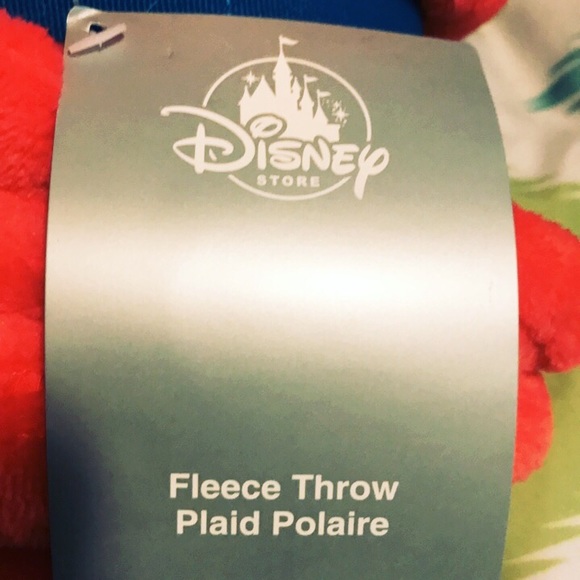 Disney
STORE
Fleece Throw
Plaid Polaire